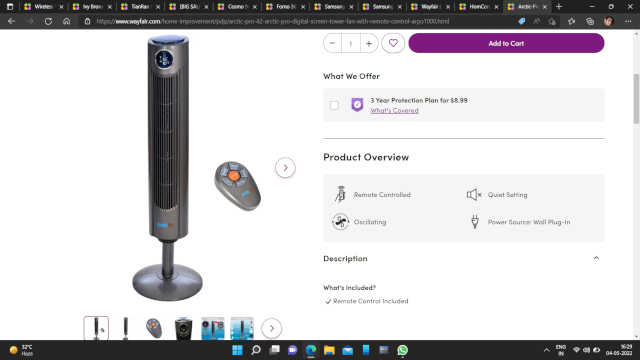 Wireless
by Bron
TianRan
(BIG SAL
Cosmo 9
Forno 24
Samsung
Samsung
Wayfair
HomCom
Arctic-Pr
https://www.wayfair.com/home-improvement/pdp/arctic-pro-42-arctic-pro-digital-screen-tower-fan-with-remote-control-arpo1000.html
1
Add to Cart
What We Offer
3 Year Protection Plan for $8.99
What's Covered
Product Overview
Remote Controlled
Quiet Setting
Oscillating
Power Source: Wall Plug-In
Description
What's Included?
Remote Control Included
32°C
Haze
ENG
IN
16:29
04-05-2022